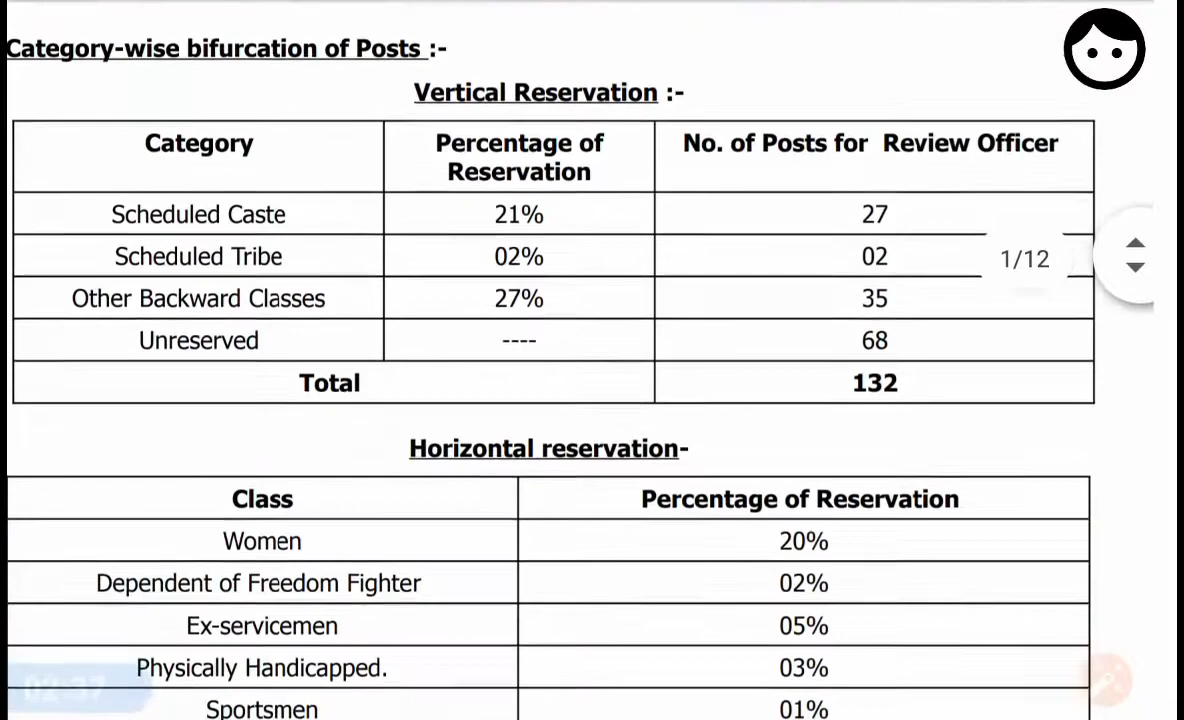 Category-wise bifurcation of Posts :-
Vertical Reservation :-
Category Percentage of Reservation No. of Posts for Review Officer
Scheduled Caste 21% 27
Scheduled Tribe 02% 02
1/12
Other Backward Classes 27% 35
Unreserved ---- 68
Total 132
Horizontal reservation-
Class Percentage of Reservation
Women 20%
Dependent of Freedom Fighter 02%
Ex-servicemen 05%
Physically Handicapped. 03%
02:37
Sportsmen 01%